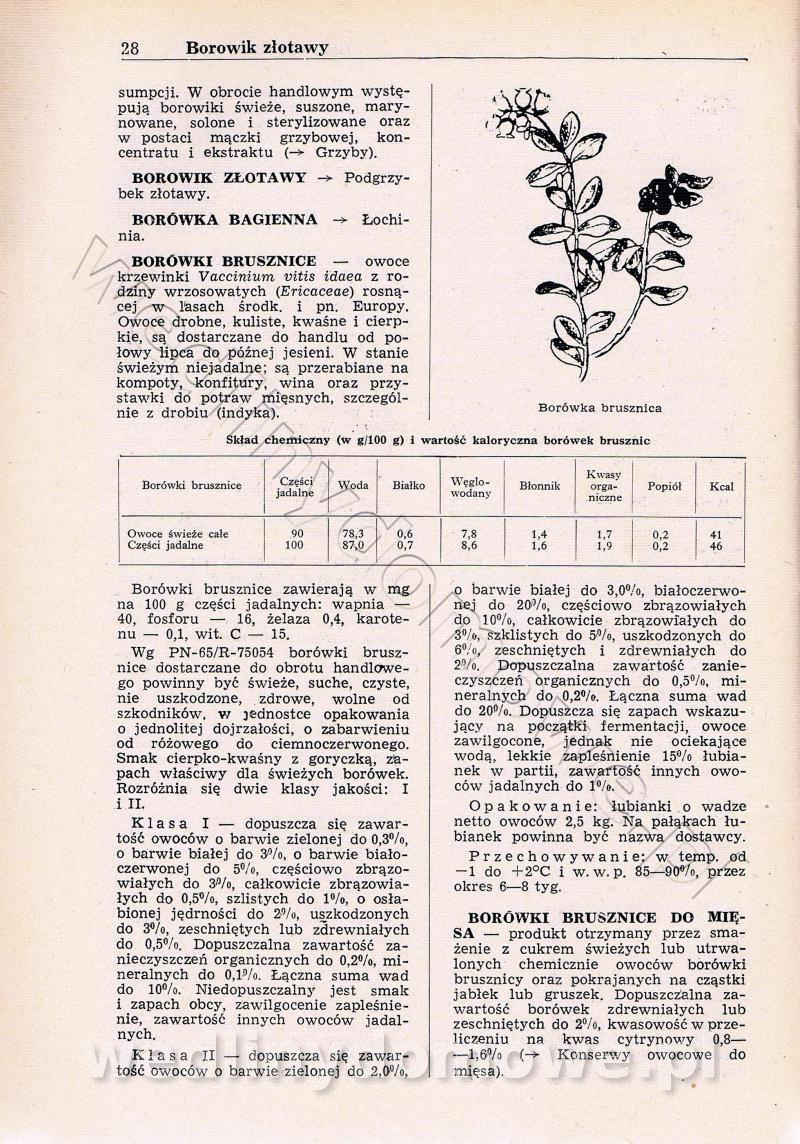 28 Borowik złotawy
sumpcji. W obrocie handlowym wystę-
pują borowiki świeże, suszone, mary-
nowane, solone i sterylizowane oraz
w postaci mączki grzybowej, kon-
centratu i ekstraktu (→ Grzyby).
BOROWIK ZŁOTAWY → Podgrzy-
bek złotawy.
BORÓWKA BAGIENNA → Łochi-
nia.
BORÓWKI BRUSZNICE — owoce
krzewinki Vaccinium vitis idaea z ro-
dziny wrzosowatych (Ericaceae) rosną-
cej w lasach środk. i pn. Europy.
Owoce drobne, kuliste, kwaśne i cierp-
kie, są dostarczane do handlu od po-
łowy lipca do późnej jesieni. W stanie
świeżym niejadalne; są przerabiane na
kompoty, konfitury, wina oraz przy-
stawki do potraw mięsnych, szczegól-
nie z drobiu (indyka).
Borówka brusznica
Skład chemiczny (w g/100 g) i wartość kaloryczna borówek brusznic
Borówki brusznice | Części jadalne | Woda | Białko | Węglo-wodany | Błonnik | Kwasy orga-niczne | Popiół | Kcal
Owoce świeże całe | 90 | 78,3 | 0,6 | 7,8 | 1,4 | 1,7 | 0,2 | 41
Części jadalne | 100 | 87,0 | 0,7 | 8,6 | 1,6 | 1,9 | 0,2 | 46
Borówki brusznice zawierają w mg
na 100 g części jadalnych: wapnia —
40, fosforu — 16, żelaza 0,4, karote-
nu — 0,1, wit. C — 15.
Wg PN-65/R-75054 borówki brusz-
nice dostarczane do obrotu handlowe-
go powinny być świeże, suche, czyste,
nie uszkodzone, zdrowe, wolne od
szkodników, w jednostce opakowania
o jednolitej dojrzałości, o zabarwieniu
od różowego do ciemnoczerwonego.
Smak cierpko-kwaśny z goryczką, za-
pach właściwy dla świeżych borówek.
Rozróżnia się dwie klasy jakości: I
i II.
Klasa I — dopuszcza się zawar-
tość owoców o barwie zielonej do 0,3%,
o barwie białej do 3%, o barwie biało-
czerwonej do 5%, częściowo zbrązo-
wiałych do 3%, całkowicie zbrązowia-
łych do 0,5%, szlistych do 1%, o osła-
bionej jędrności do 2%, uszkodzonych
do 3%, zeschniętych lub zdrewniałych
do 0,5%. Dopuszczalna zawartość za-
nieczyszczeń organicznych do 0,2%, mi-
neralnych do 0,1%. Łączna suma wad
do 10%. Niedopuszczalny jest smak
i zapach obcy, zawilgocenie zapleśnie-
nie, zawartość innych owoców jadal-
nych.
Klasa II — dopuszcza się zawar-
tość owoców o barwie zielonej do 2,0%,
o barwie białej do 3,0%, białoczerwo-
nej do 20%, częściowo zbrązowiałych
do 10%, całkowicie zbrązowiałych do
3%, szklistych do 5%, uszkodzonych do
6%, zeschniętych i zdrewniałych do
2%. Dopuszczalna zawartość zanie-
czyszczeń organicznych do 0,5%, mi-
neralnych do 0,2%. Łączna suma wad
do 20%. Dopuszcza się zapach wskazu-
jący na początki fermentacji, owoce
zawilgocone, jednak nie ociekające
wodą, lekkie zapleśnienie 15% łubia-
nek w partii, zawartość innych owo-
ców jadalnych do 1%.
Opakowanie: łubianki o wadze
netto owoców 2,5 kg. Na pałąkach łu-
bianek powinna być nazwa dostawcy.
Przechowywanie: w temp. od
—1 do +2°C i w. w. p. 85—90%, przez
okres 6—8 tyg.
BORÓWKI BRUSZNICE DO MIĘ-
SA — produkt otrzymany przez sma-
żenie z cukrem świeżych lub utrwa-
lonych chemicznie owoców borówki
brusznicy oraz pokrajanych na cząstki
jabłek lub gruszek. Dopuszczalna za-
wartość borówek zdrewniałych lub
zeschniętych do 2%, kwasowość w prze-
liczeniu na kwas cytrynowy 0,8—
—1,6% (→ Konserwy owocowe do
mięsa).
wedlinydomowe.pl
wedlinydomowe.pl